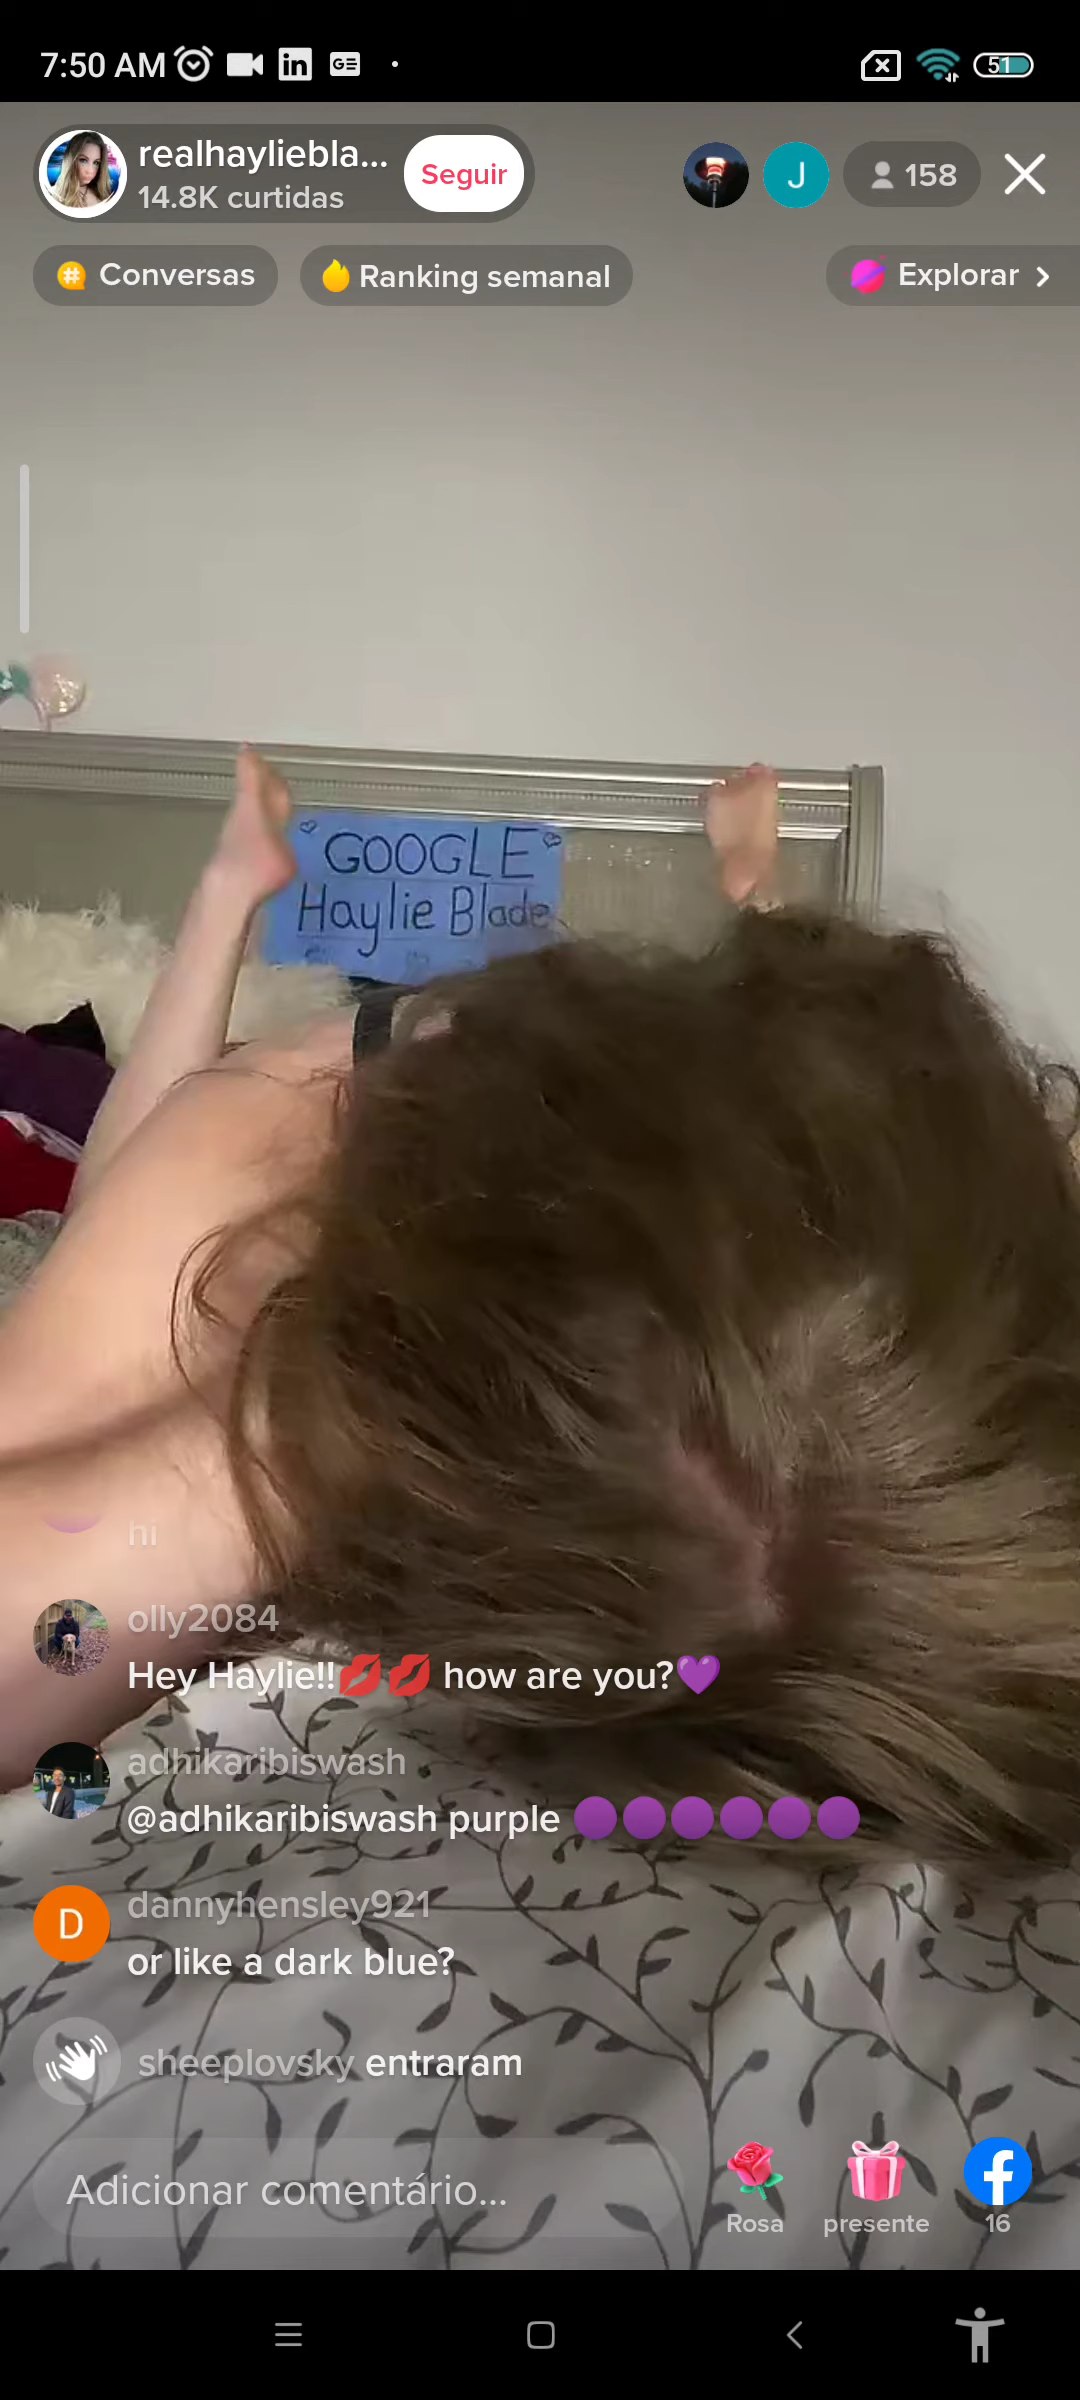 7:50 AM
51
realhayliebla...
14.8K curtidas
Seguir
J
158
Conversas
Ranking semanal
Explorar
GOOGLE
Haylie Blade
hi
olly2084
Hey Haylie!!💋💋 how are you?💜
adhikaribiswash
@adhikaribiswash purple 🟣🟣🟣🟣🟣🟣
D
dannyhensley921
or like a dark blue?
sheeplovsky entraram
Adicionar comentário...
Rosa
presente
16